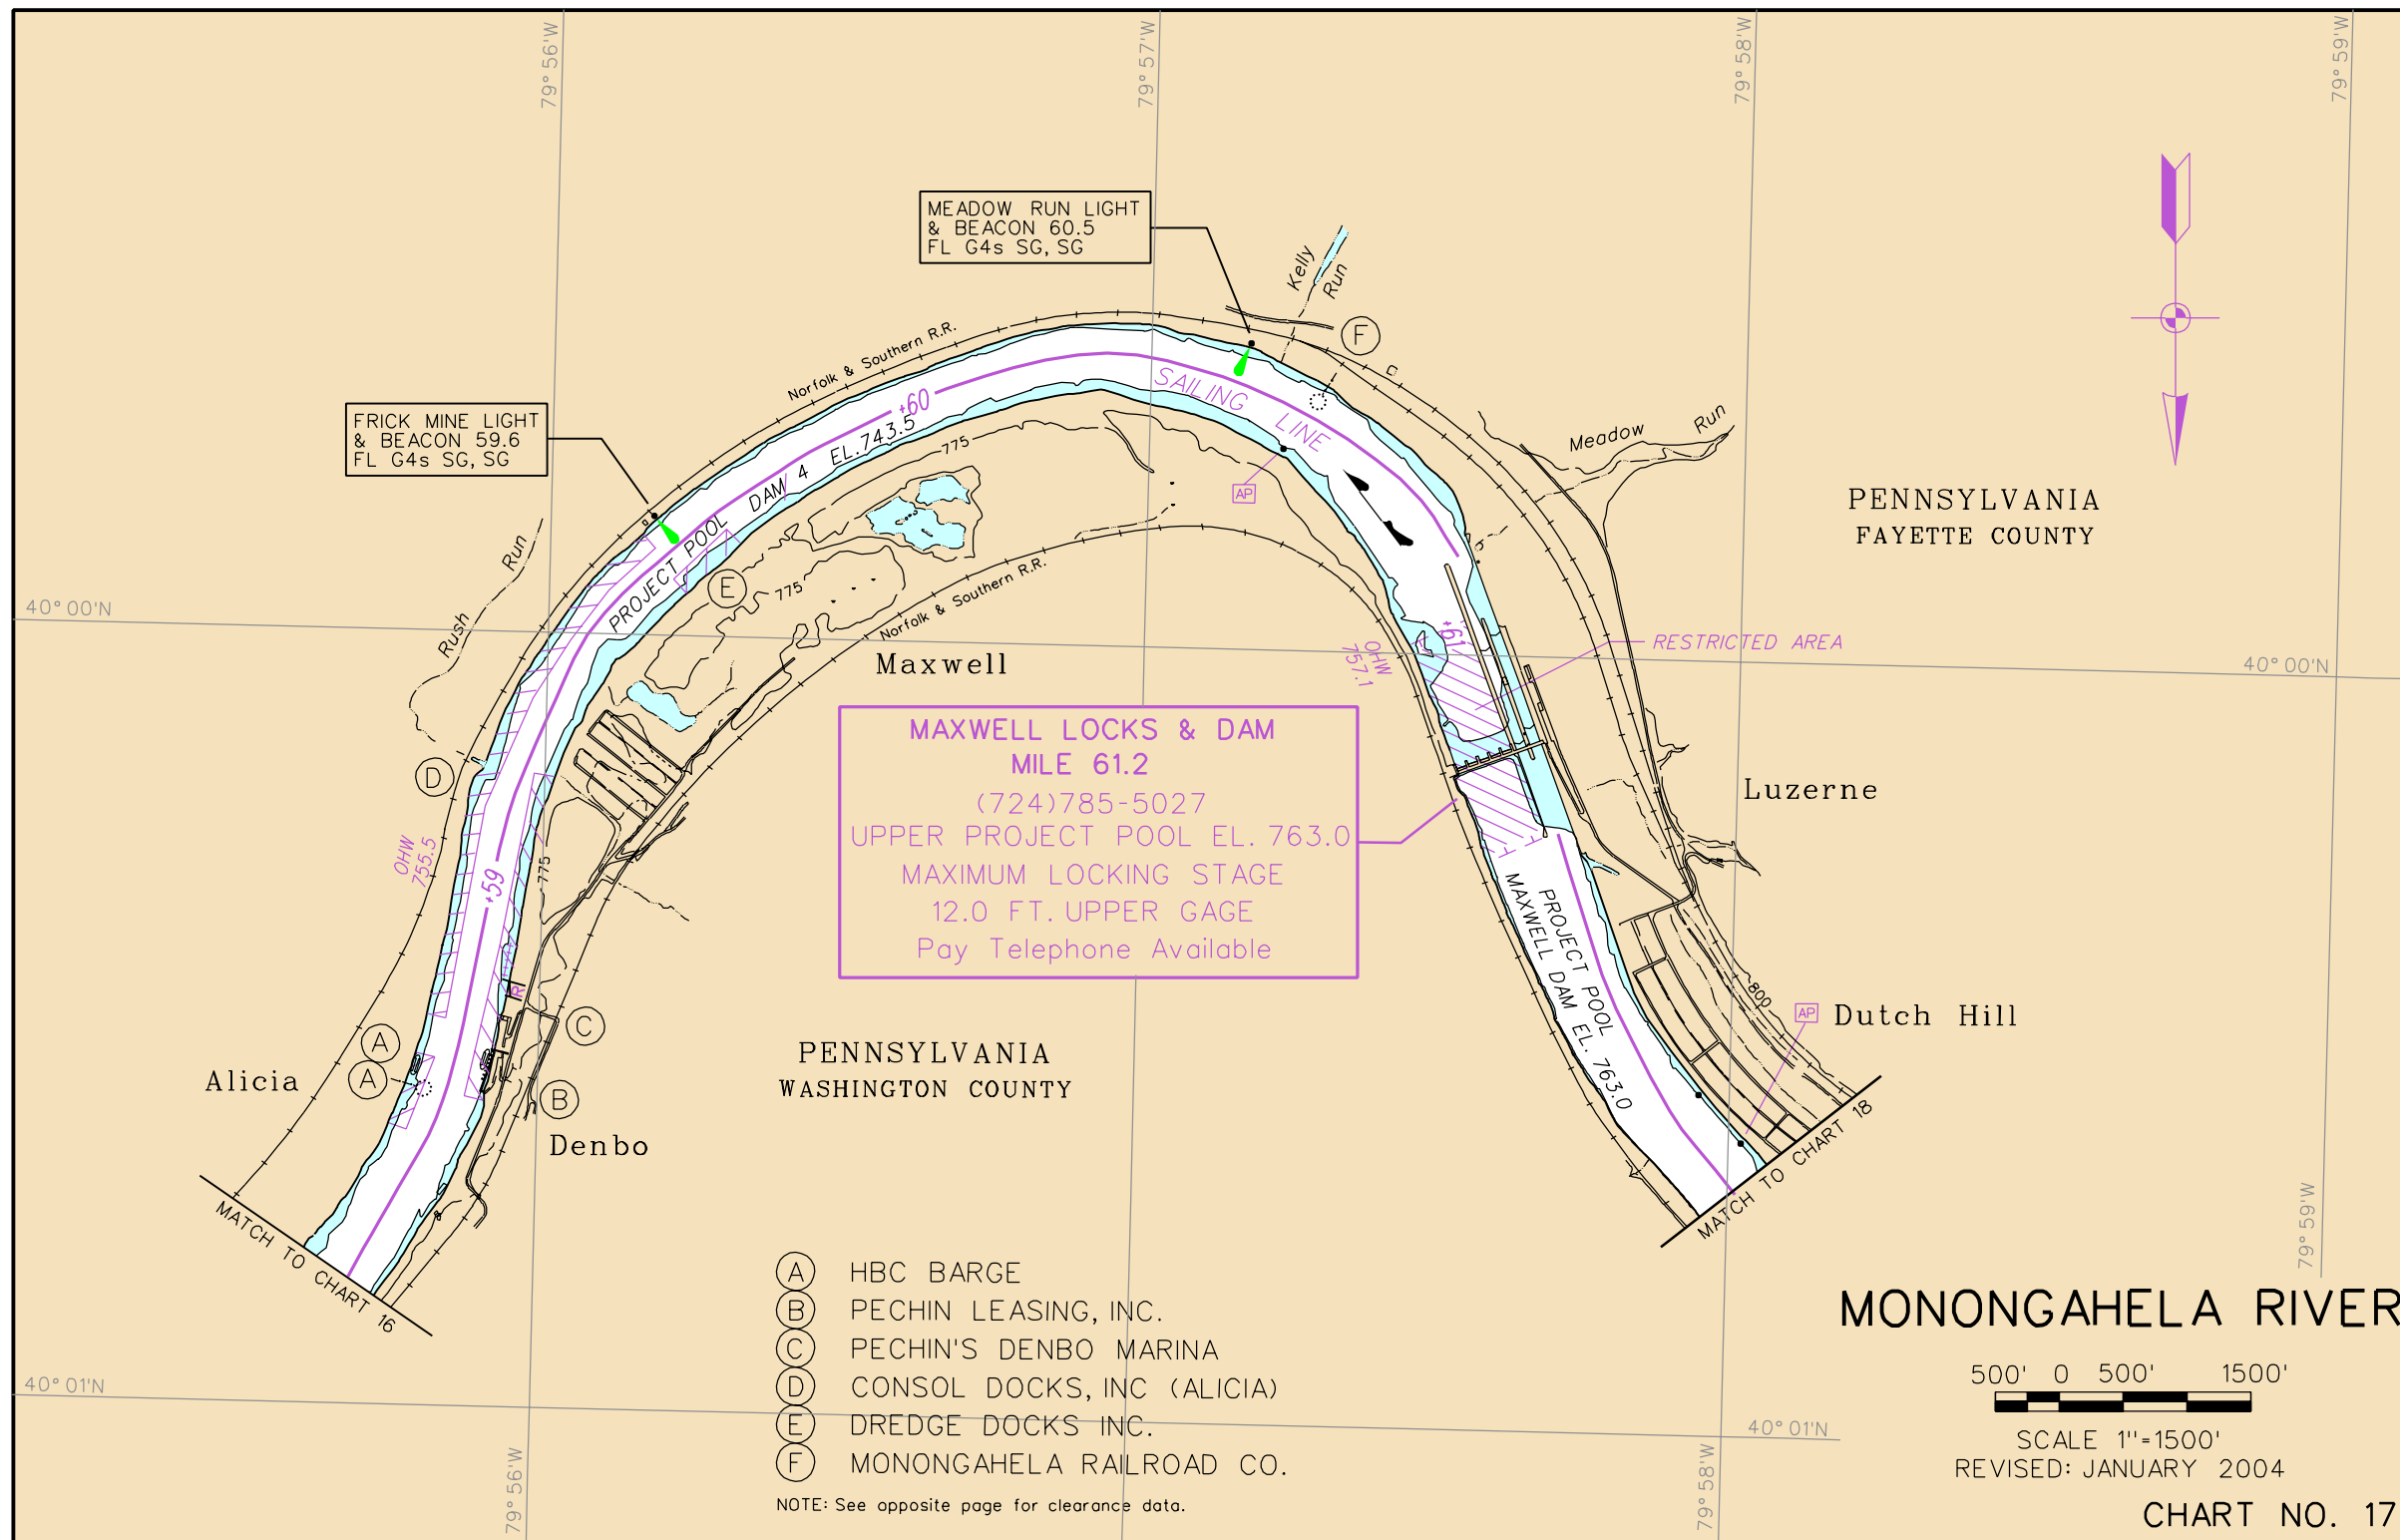 79°56'W
79°57'W
79°58'W
79°59'W
MEADOW RUN LIGHT
& BEACON 60.5
FL G4s SG, SG
Kelly
Run
F
Norfolk & Southern R.R.
FRICK MINE LIGHT
& BEACON 59.6
FL G4s SG, SG
+60
SAILING LINE
PROJECT POOL DAM 4 EL. 743.5
775
AP
Meadow Run
PENNSYLVANIA
FAYETTE COUNTY
Rush Run
E
775
Norfolk & Southern R.R.
40°00'N
Maxwell
OHW
757.1
+61
RESTRICTED AREA
40°00'N
MAXWELL LOCKS & DAM
MILE 61.2
(724)785-5027
UPPER PROJECT POOL EL. 763.0
MAXIMUM LOCKING STAGE
12.0 FT. UPPER GAGE
Pay Telephone Available
D
OHW
755.5
+59
775
Luzerne
PROJECT POOL
MAXWELL DAM EL. 763.0
800
AP
Dutch Hill
R
C
A
A
Alicia
B
Denbo
PENNSYLVANIA
WASHINGTON COUNTY
MATCH TO CHART 16
MATCH TO CHART 18
79°59'W
A HBC BARGE
B PECHIN LEASING, INC.
C PECHIN'S DENBO MARINA
D CONSOL DOCKS, INC (ALICIA)
E DREDGE DOCKS INC.
F MONONGAHELA RAILROAD CO.
NOTE: See opposite page for clearance data.
40°01'N
40°01'N
79°56'W
79°58'W
MONONGAHELA RIVER
500' 0 500' 1500'
SCALE 1"=1500'
REVISED: JANUARY 2004
CHART NO. 17